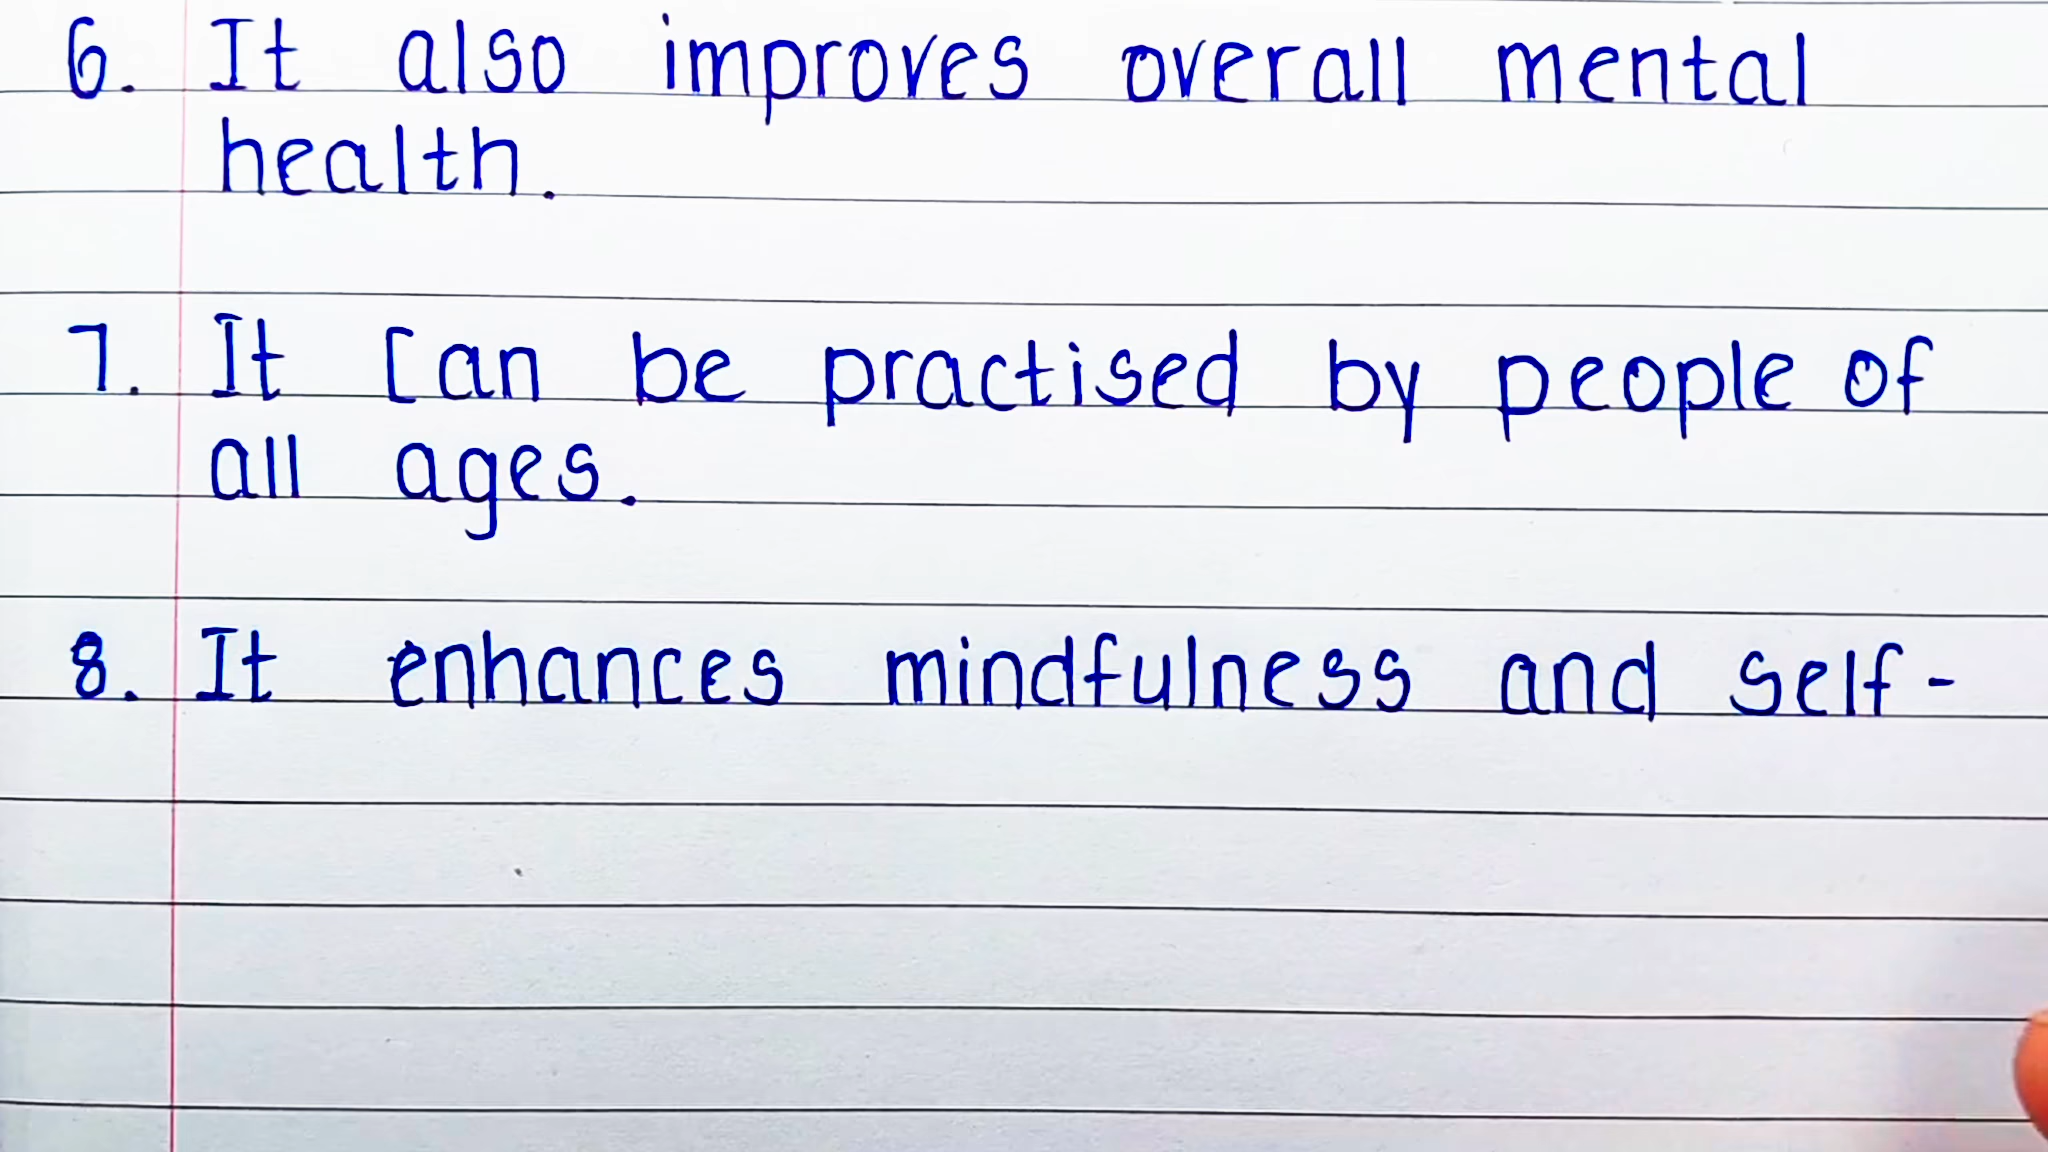 6. It also improves overall mental
health.
7. It can be practised by people of
all ages.
8. It enhances mindfulness and self-